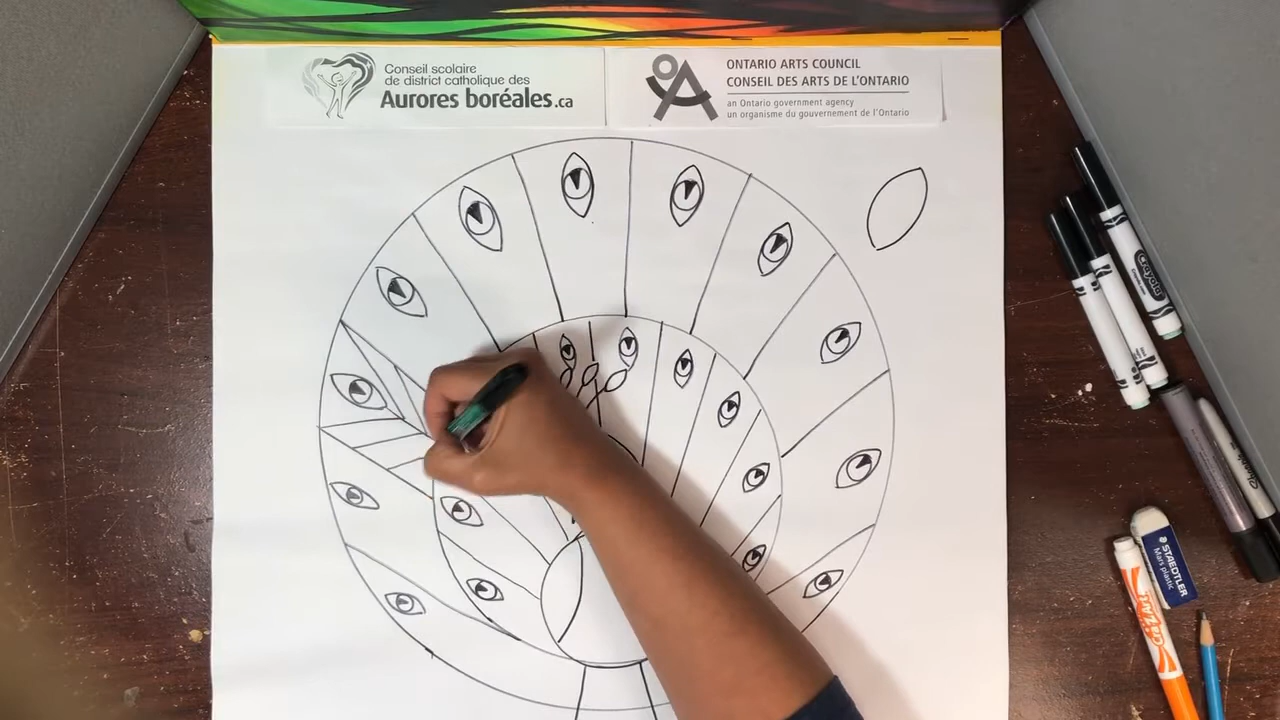 Conseil scolaire
de district catholique des
Aurores boréales.ca
ONTARIO ARTS COUNCIL
CONSEIL DES ARTS DE L'ONTARIO
an Ontario government agency
un organisme du gouvernement de l'Ontario
Crayola
STAEDTLER
Mars plastic
Sharpie